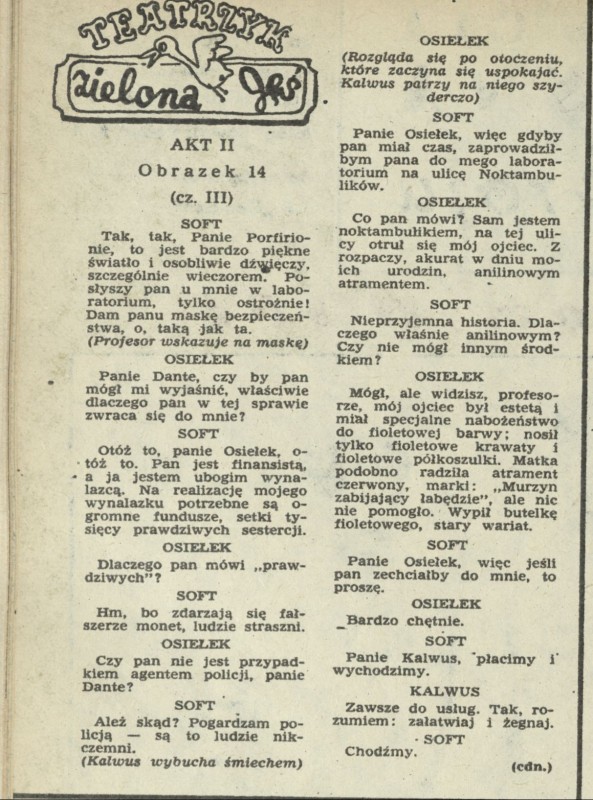 TEATRZYK
zielona Gęś
AKT II
Obrazek 14
(cz. III)
SOFT
Tak, tak, Panie Porfirio-
nie, to jest bardzo piękne
światło i osobliwie dźwięczy,
szczególnie wieczorem. Po-
słyszy pan u mnie w labo-
ratorium, tylko ostrożnie!
Dam panu maskę bezpieczeń-
stwa, o, taką jak ta.
(Profesor wskazuje na maskę)
OSIEŁEK
Panie Dante, czy by pan
mógł mi wyjaśnić, właściwie
dlaczego pan w tej sprawie
zwraca się do mnie?
SOFT
Otóż to, panie Osiełek, o-
tóż to. Pan jest finansistą,
a ja jestem ubogim wyna-
lazcą. Na realizację mojego
wynalazku potrzebne są o-
gromne fundusze, setki ty-
sięcy prawdziwych sestercji.
OSIEŁEK
Dlaczego pan mówi „praw-
dziwych"?
SOFT
Hm, bo zdarzają się fał-
szerze monet, ludzie straszni.
OSIEŁEK
Czy pan nie jest przypad-
kiem agentem policji, panie
Dante?
SOFT
Ależ skąd? Pogardzam po-
licją — są to ludzie nik-
czemni.
(Kalwus wybucha śmiechem)
OSIEŁEK
(Rozgląda się po otoczeniu,
które zaczyna się uspokajać.
Kalwus patrzy na niego szy-
derczo)
SOFT
Panie Osiełek, więc gdyby
pan miał czas, zaprowadził-
bym pana do mego labora-
torium na ulicę Noktambu-
lików.
OSIEŁEK
Co pan mówi? Sam jestem
noktambulikiem, na tej uli-
cy otruł się mój ojciec. Z
rozpaczy, akurat w dniu mo-
ich urodzin, anilinowym
atramentem.
SOFT
Nieprzyjemna historia. Dla-
czego właśnie anilinowym?
Czy nie mógł innym środ-
kiem?
OSIEŁEK
Mógł, ale widzisz, profeso-
rze, mój ojciec był estetą i
miał specjalne nabożeństwo
do fioletowej barwy; nosił
tylko fioletowe krawaty i
fioletowe półkoszulki. Matka
podobno radziła atrament
czerwony, marki: „Murzyn
zabijający łabędzie", ale nic
nie pomogło. Wypił butelkę
fioletowego, stary wariat.
SOFT
Panie Osiełek, więc jeśli
pan zechciałby do mnie, to
proszę.
OSIEŁEK
Bardzo chętnie.
SOFT
Panie Kalwus, płacimy i
wychodzimy.
KALWUS
Zawsze do usług. Tak, ro-
zumiem: załatwiaj i żegnaj.
SOFT
Chodźmy.
(cdn.)